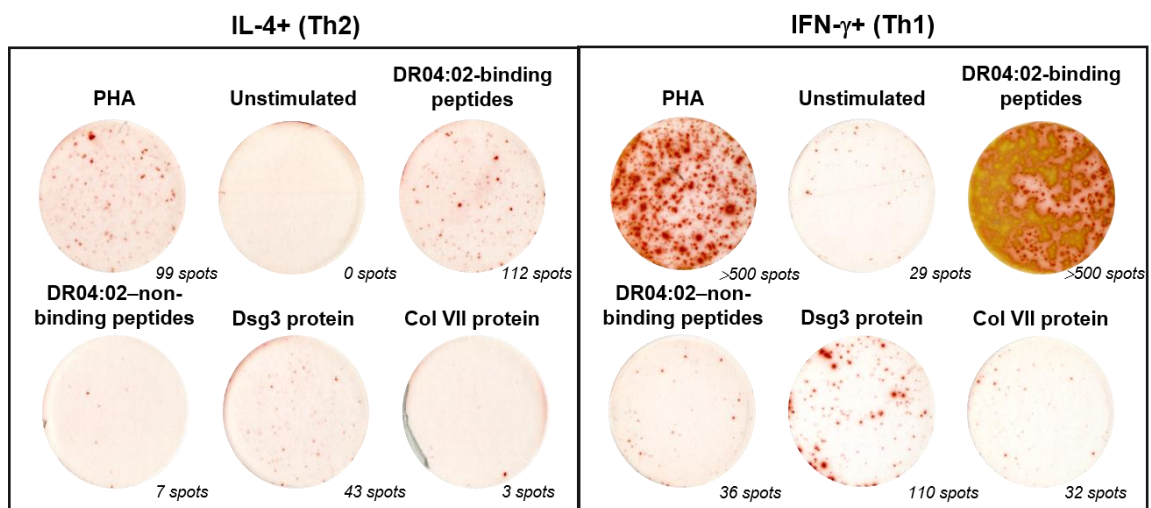 IL-4+ (Th2)
IFN-γ+ (Th1)
PHA
Unstimulated
DR04:02-binding
peptides
99 spots
0 spots
112 spots
DR04:02–non-
binding peptides
Dsg3 protein
Col VII protein
7 spots
43 spots
3 spots
PHA
Unstimulated
DR04:02-binding
peptides
>500 spots
29 spots
>500 spots
DR04:02–non-
binding peptides
Dsg3 protein
Col VII protein
36 spots
110 spots
32 spots